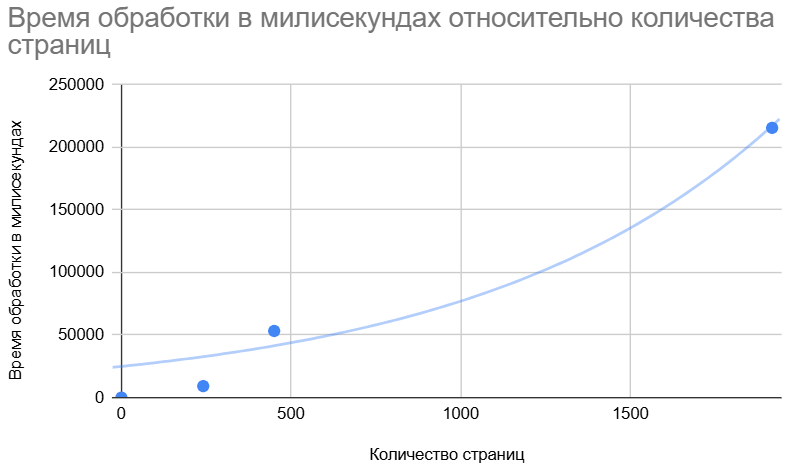 Время обработки в милисекундах относительно количества
страниц
Время обработки в милисекундах
250000
200000
150000
100000
50000
0
0
500
1000
1500
Количество страниц